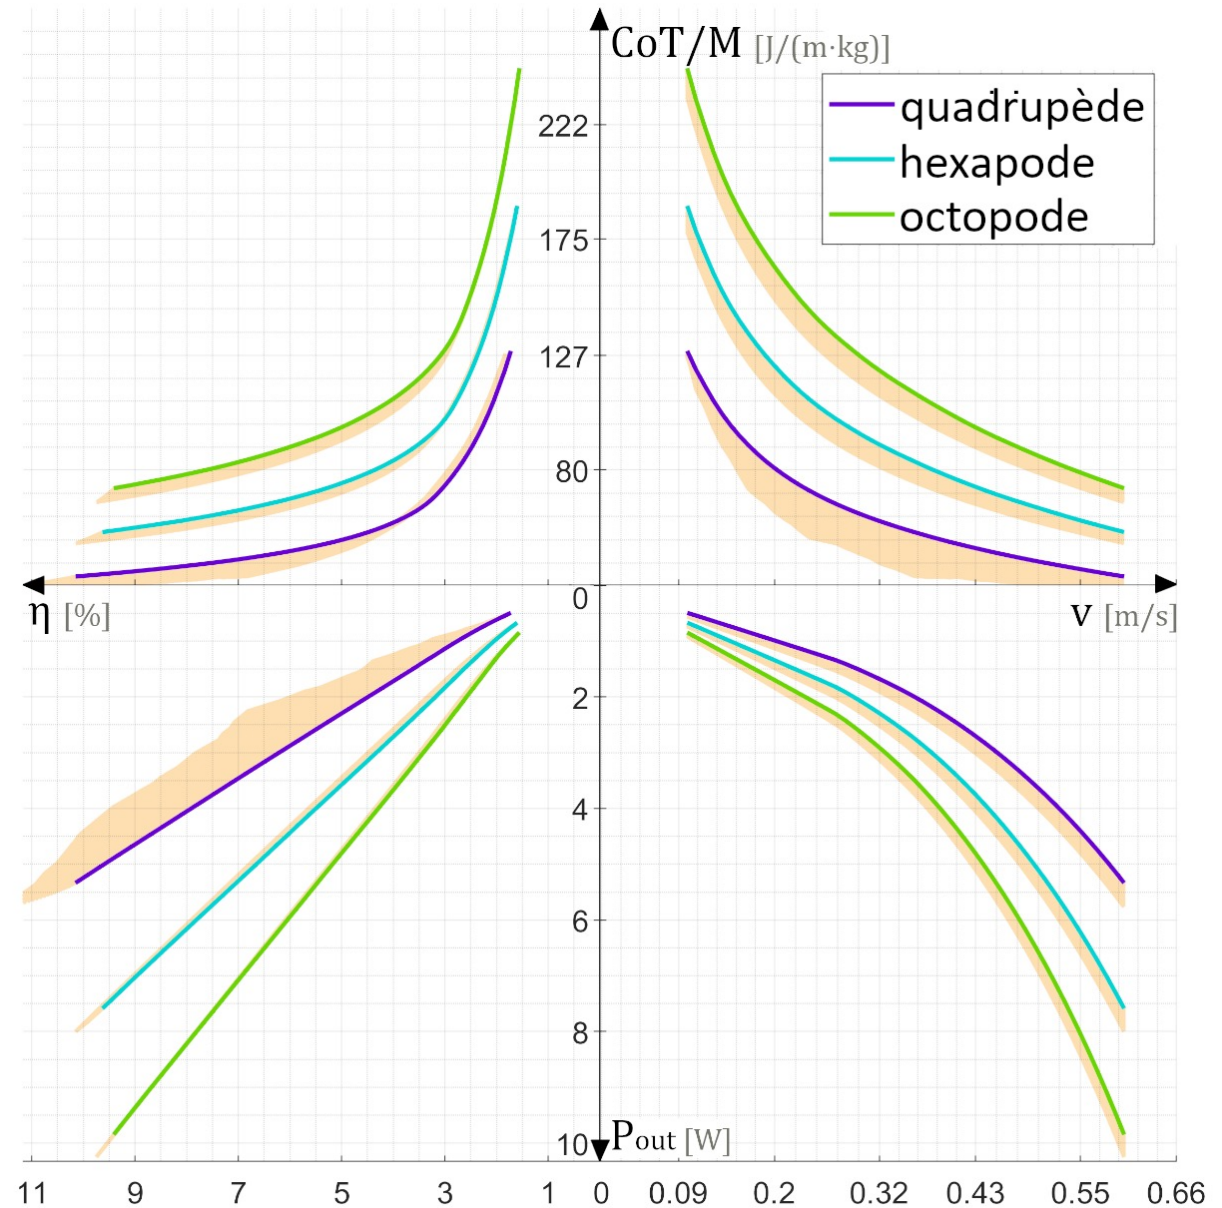 CoT/M [J/(m·kg)]
quadrupède
hexapode
octopode
222
175
127
80
0
η [%]
v [m/s]
2
4
6
8
10
Pout [W]
11 9 7 5 3 1 0 0.09 0.2 0.32 0.43 0.55 0.66